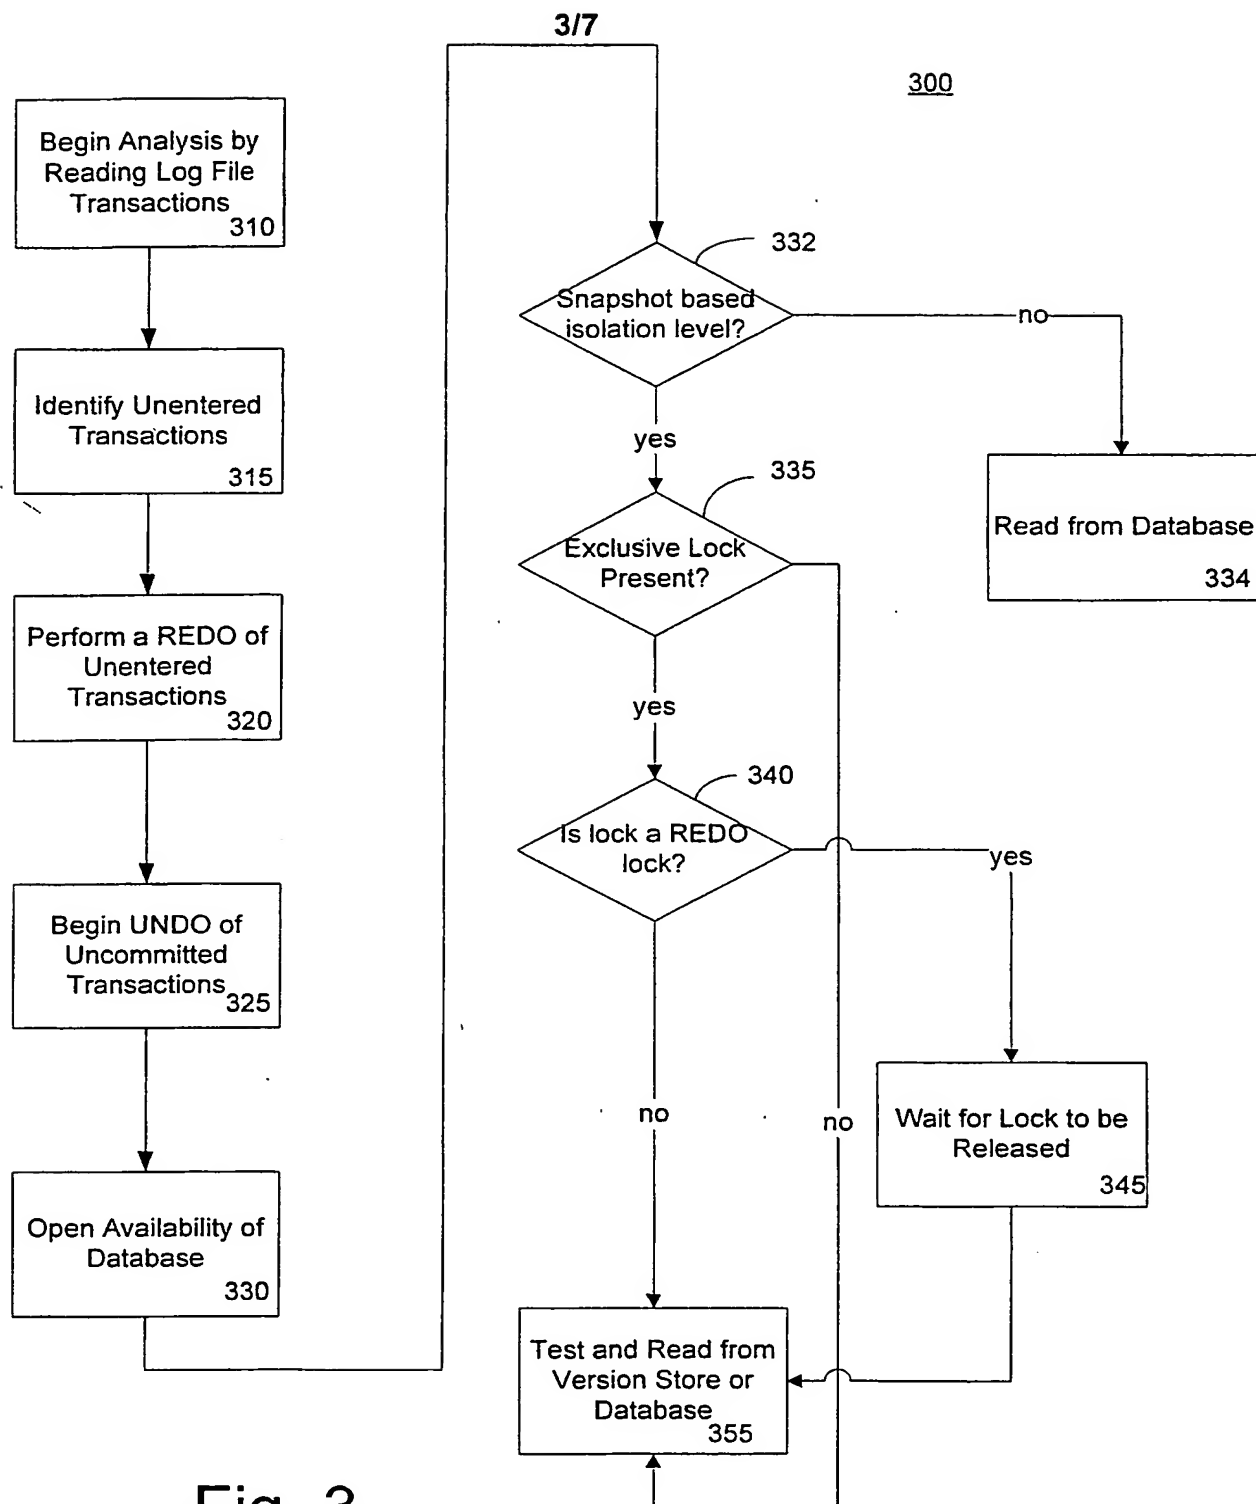 3/7
300
Begin Analysis by
Reading Log File
Transactions
310
Identify Unentered
Transactions
315
Perform a REDO of
Unentered
Transactions
320
Begin UNDO of
Uncommitted
Transactions
325
Open Availability of
Database
330
332
Snapshot based
isolation level?
no
yes
Read from Database
334
335
Exclusive Lock
Present?
yes
340
Is lock a REDO
lock?
yes
no
no
Wait for Lock to be
Released
345
Test and Read from
Version Store or
Database
355
Fig. 3